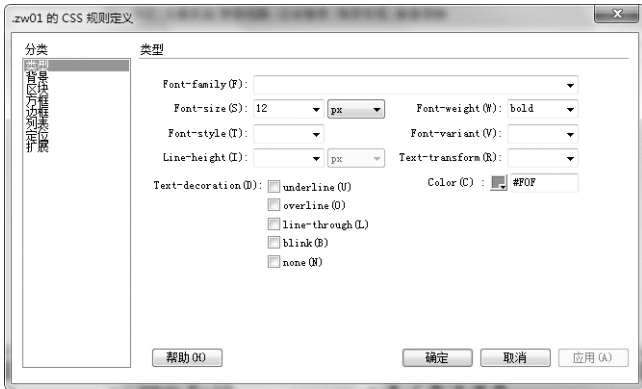 .zw01 的 CSS 规则定义
分类
类型
背景
区块
方框
边框
列表
定位
扩展
类型
Font-family(F):
Font-size(S): 12 px Font-weight(W): bold
Font-style(T): Font-variant(V):
Line-height(I): px Text-transform(R):
Text-decoration(D): underline(U) Color(C) : #F0F
overline(O)
line-through(L)
blink(B)
none(N)
帮助(H) 确定 取消 应用(A)